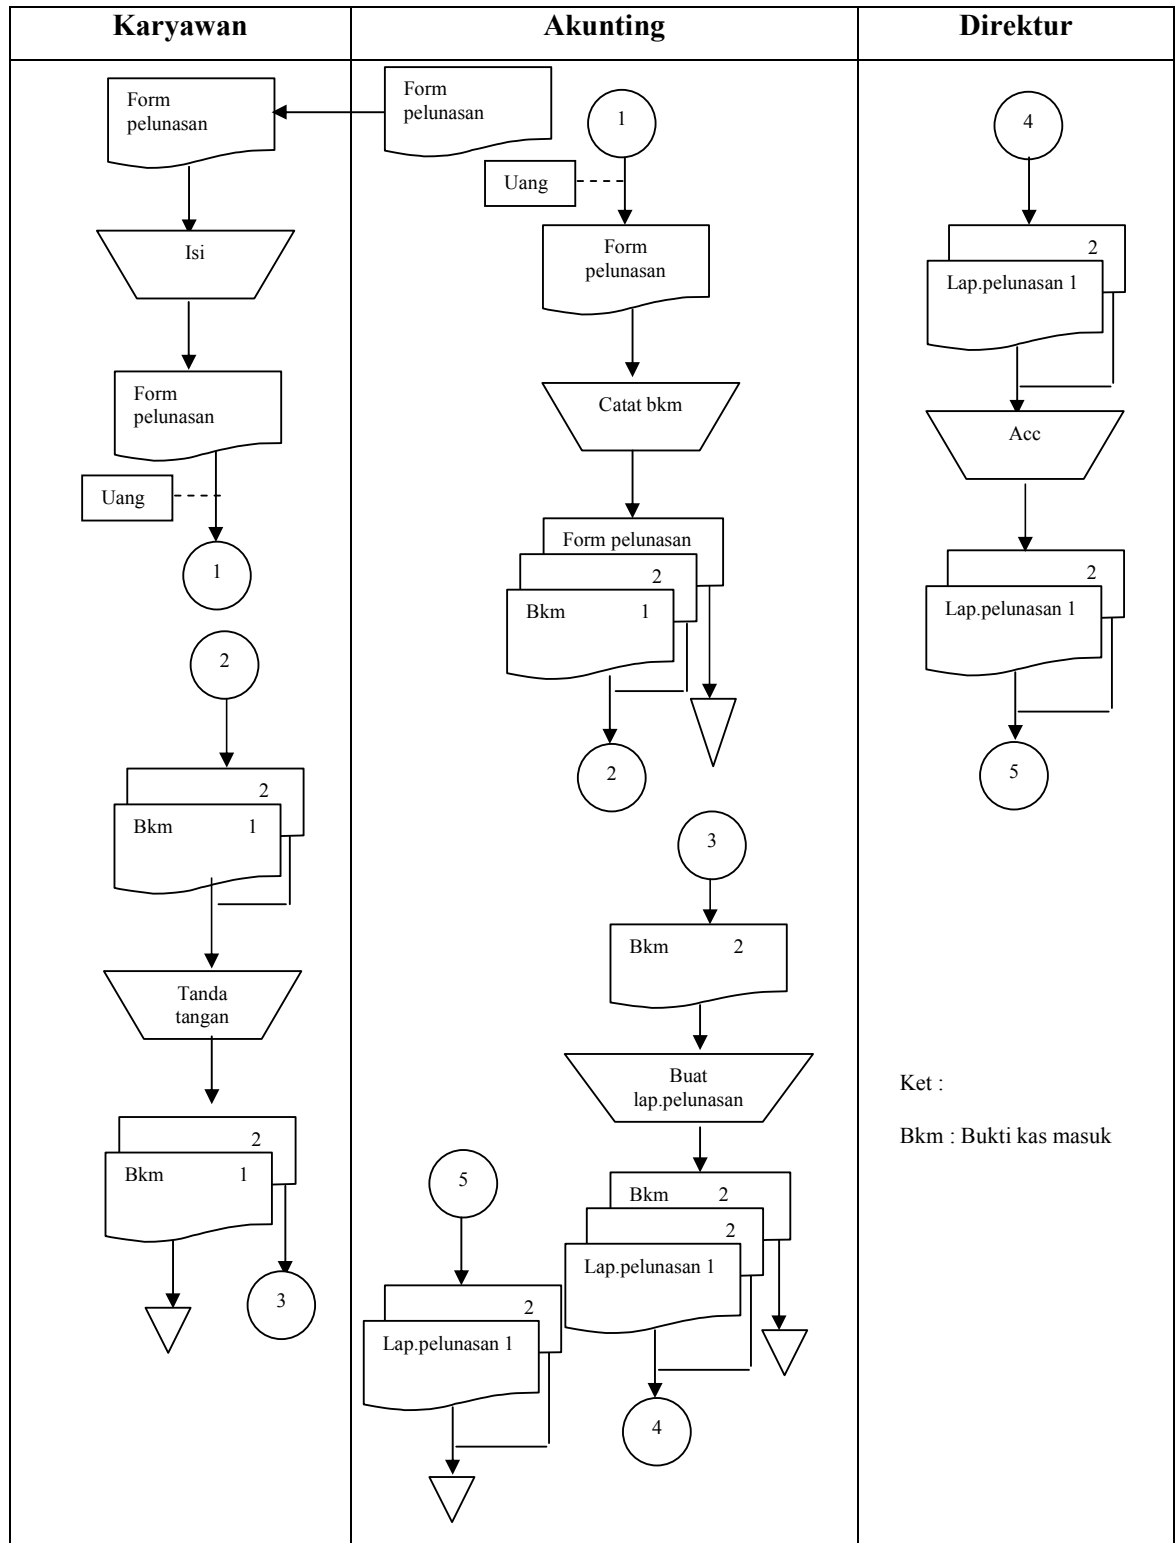 Karyawan
Akunting
Direktur
Form
pelunasan
Isi
Form
pelunasan
Uang
1
2
2
Bkm 1
Tanda
tangan
2
Bkm 1
3
Form
pelunasan
1
Uang
Form
pelunasan
Catat bkm
Form pelunasan
2
Bkm 1
2
3
Bkm 2
Buat
lap.pelunasan
Bkm 2
2
Lap.pelunasan 1
4
5
2
Lap.pelunasan 1
4
2
Lap.pelunasan 1
Acc
2
Lap.pelunasan 1
5
Ket :
Bkm : Bukti kas masuk